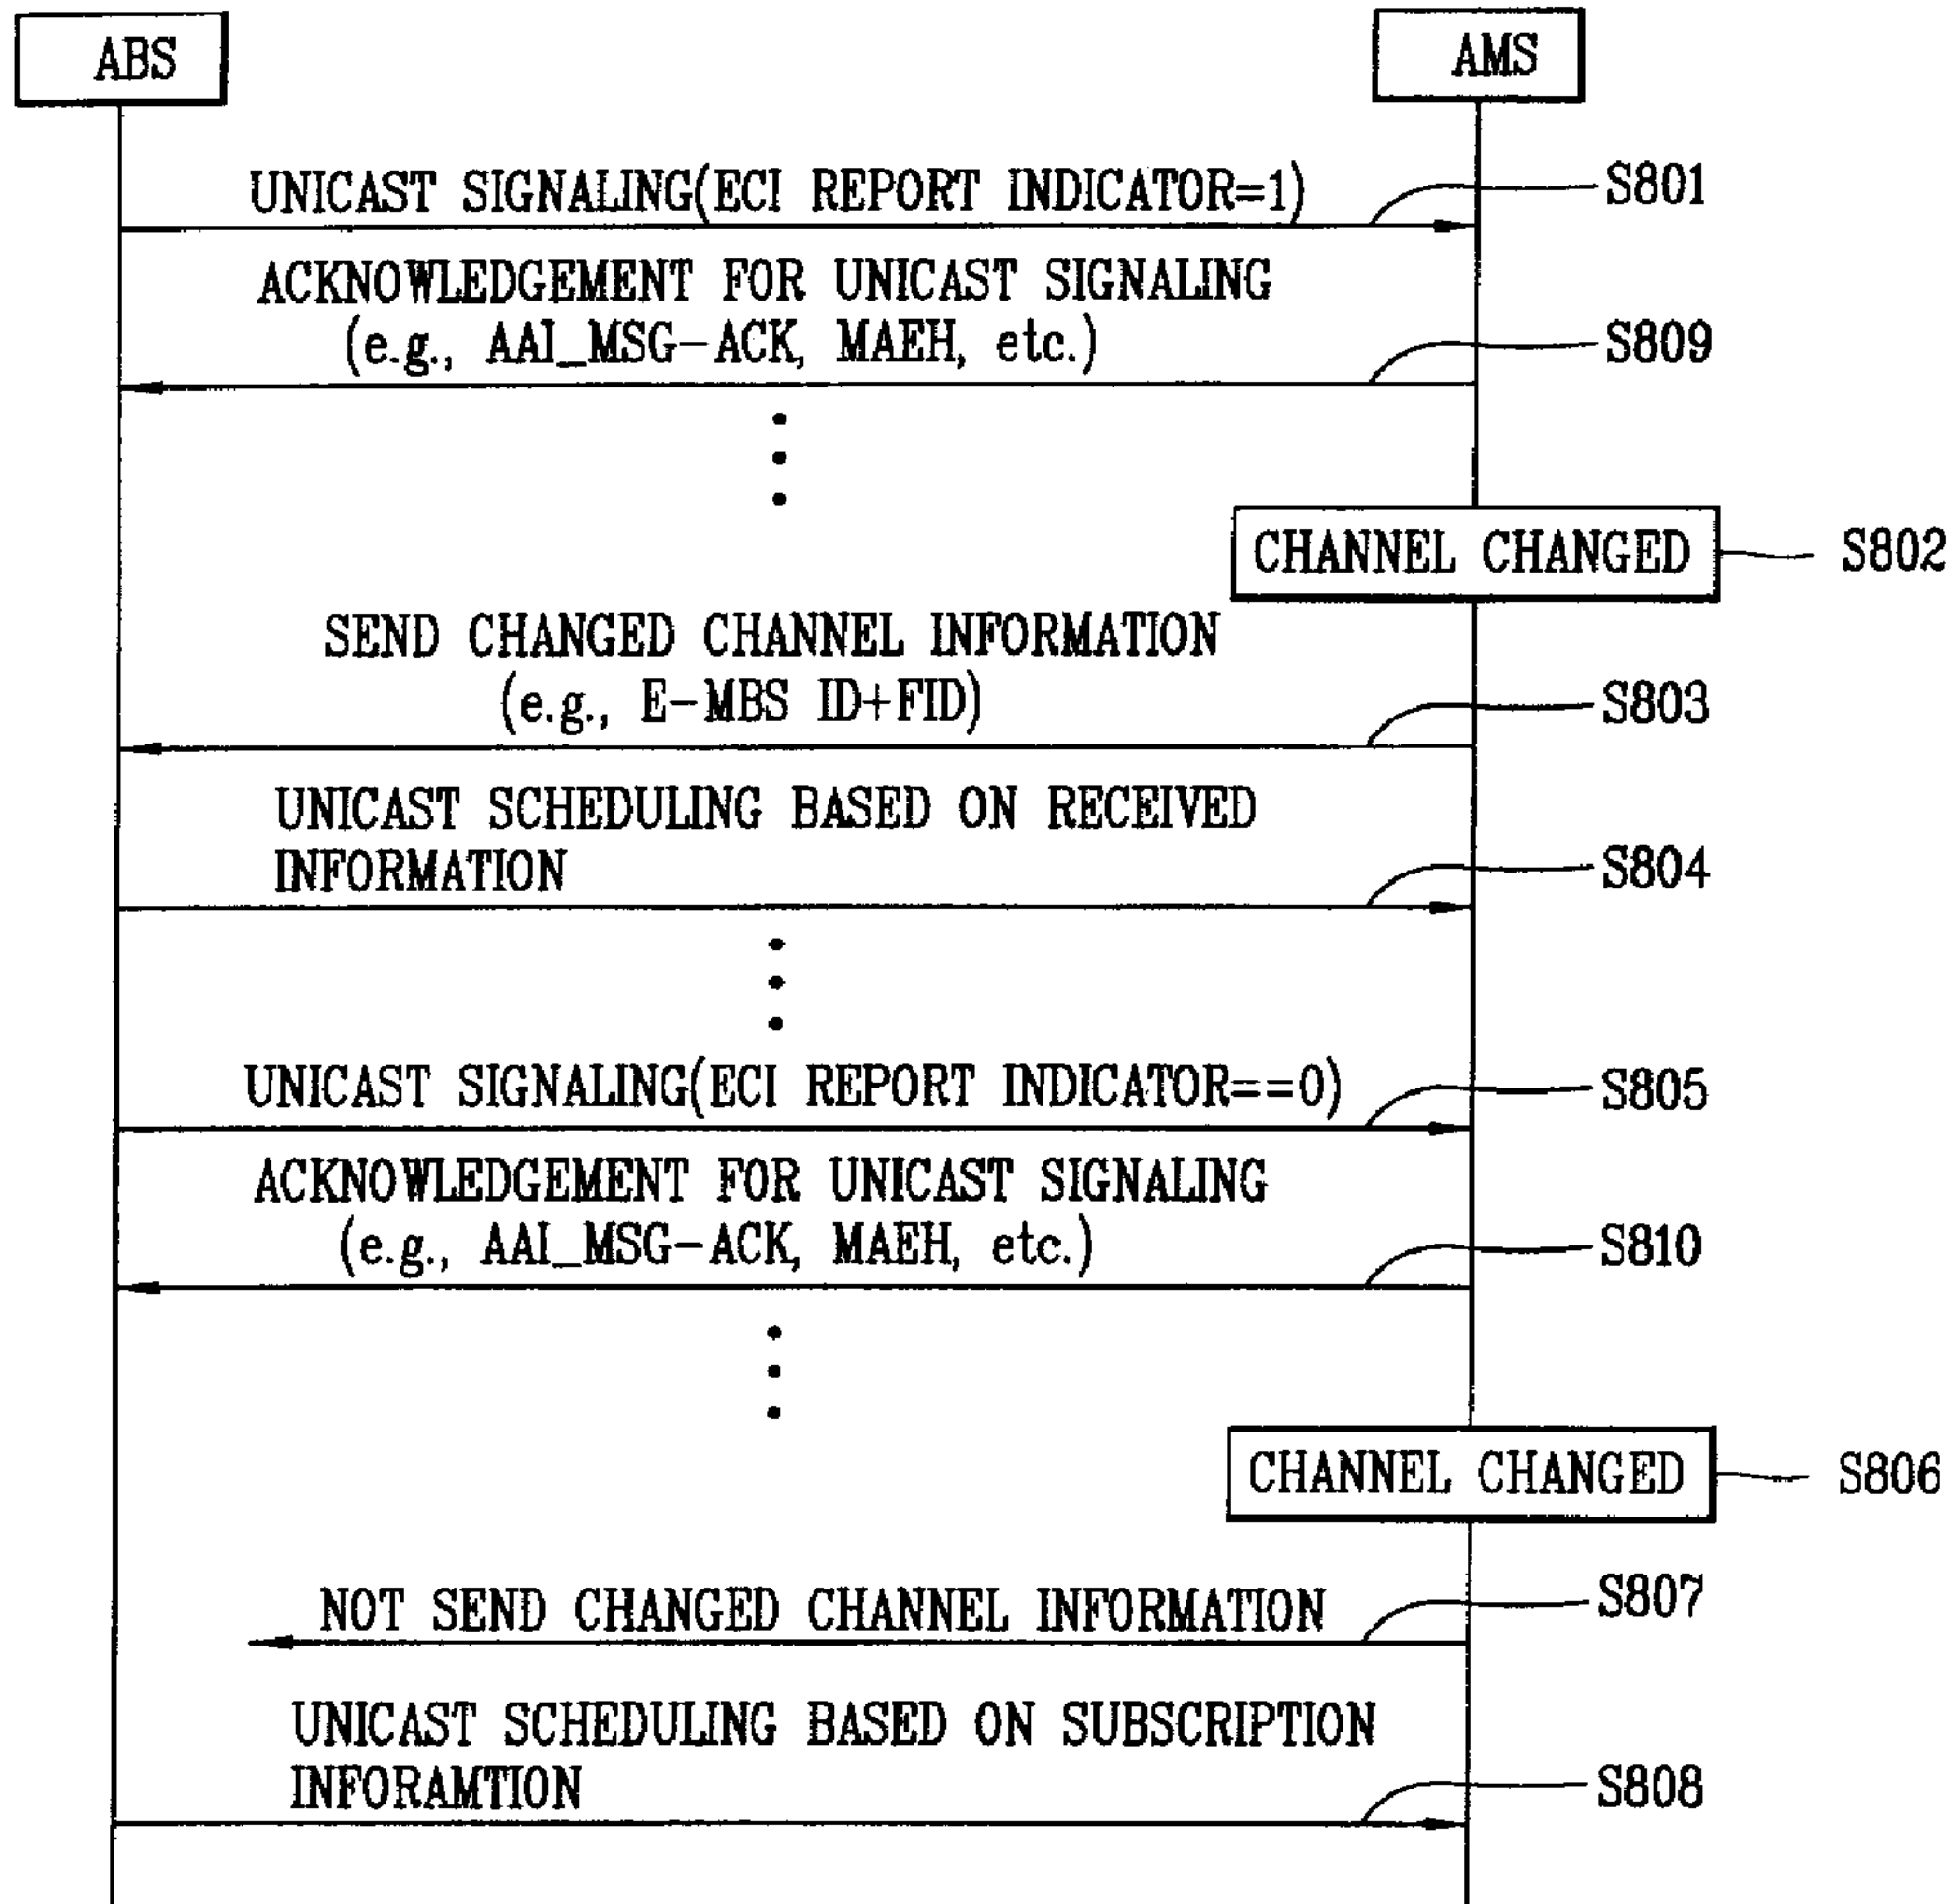 ABS
AMS
UNICAST SIGNALING(ECI REPORT INDICATOR=1)
S801
ACKNOWLEDGEMENT FOR UNICAST SIGNALING
(e.g., AAI_MSG-ACK, MAEH, etc.)
S809
CHANNEL CHANGED
S802
SEND CHANGED CHANNEL INFORMATION
(e.g., E-MBS ID+FID)
S803
UNICAST SCHEDULING BASED ON RECEIVED
INFORMATION
S804
UNICAST SIGNALING(ECI REPORT INDICATOR==0)
S805
ACKNOWLEDGEMENT FOR UNICAST SIGNALING
(e.g., AAI_MSG-ACK, MAEH, etc.)
S810
CHANNEL CHANGED
S806
NOT SEND CHANGED CHANNEL INFORMATION
S807
UNICAST SCHEDULING BASED ON SUBSCRIPTION
INFORAMTION
S808